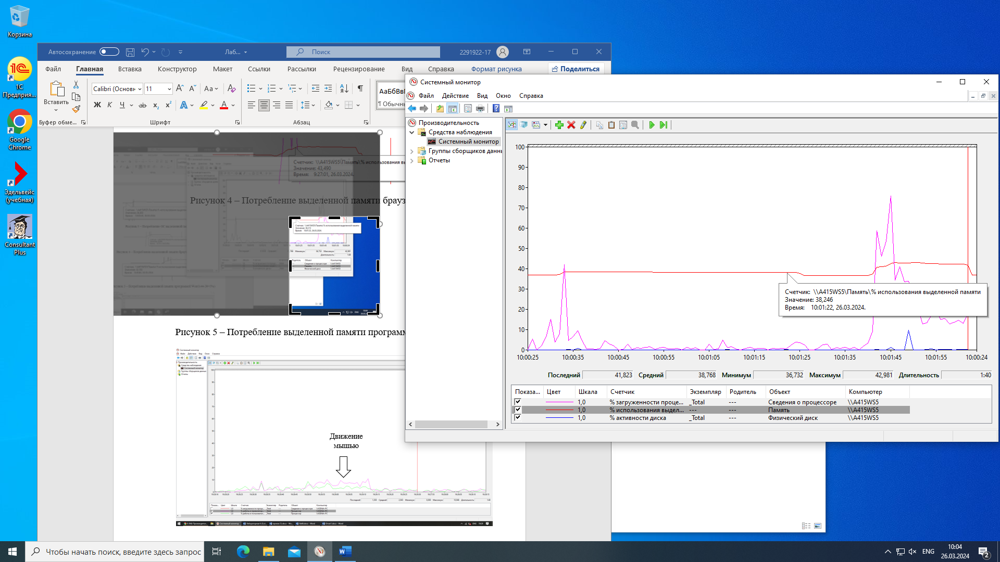 Корзина
1С
Предприя...
Google
Chrome
Эдельвейс
(учебная)
Consultant
Plus
Автосохранение
Лаб...
Поиск
2291922-17
Файл
Главная
Вставка
Конструктор
Макет
Ссылки
Рассылки
Рецензирование
Вид
Справка
Формат рисунка
Поделиться
Вставить
Calibri (Основн
11
Aa
Ж К Ч ab x₂ x²
АаБбВвГ
¶ Обычны
Буфер обме...
Шрифт
Абзац
Счетчик: \\A415WS5\Память\% использования вы
Значение: 43,490
Время: 9:27:01, 26.03.2024.
Рисунок 4 – Потребление выделенной памяти брауз
Рисунок 5 – Потребление выделенной памяти программ
Движение
мышью
Системный монитор
Файл
Действие
Вид
Окно
Справка
Производительность
Средства наблюдения
Системный монитор
Группы сборщиков данны
Отчеты
100
90
80
70
60
50
40
30
20
10
0
10:00:25
10:00:35
10:00:45
10:00:55
10:01:05
10:01:15
10:01:25
10:01:35
10:01:45
10:01:55
10:00:24
Счетчик: \\A415WS5\Память\% использования выделенной памяти
Значение: 38,246
Время: 10:01:22, 26.03.2024.
Последний 41,823 Средний 38,768 Минимум 36,732 Максимум 42,981 Длительность 1:40
Показа... Цвет Шкала Счетчик Экземпляр Родитель Объект Компьютер
1,0 % загруженности проце... _Total --- Сведения о процессоре \\A415WS5
1,0 % использования выдел... --- --- Память \\A415WS5
1,0 % активности диска _Total --- Физический диск \\A415WS5
Чтобы начать поиск, введите здесь запрос
ENG
10:04
26.03.2024
2